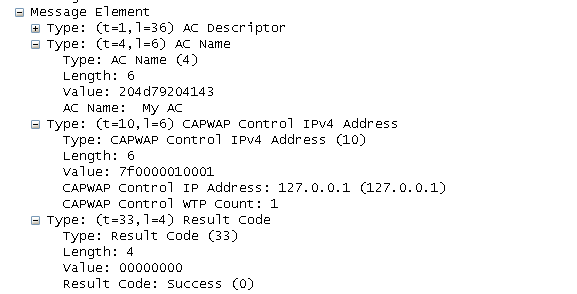 Message Element
Type: (t=1,l=36) AC Descriptor
Type: (t=4,l=6) AC Name
Type: AC Name (4)
Length: 6
Value: 204d79204143
AC Name:  My AC
Type: (t=10,l=6) CAPWAP Control IPv4 Address
Type: CAPWAP Control IPv4 Address (10)
Length: 6
Value: 7f0000010001
CAPWAP Control IP Address: 127.0.0.1 (127.0.0.1)
CAPWAP Control WTP Count: 1
Type: (t=33,l=4) Result Code
Type: Result Code (33)
Length: 4
Value: 00000000
Result Code: Success (0)